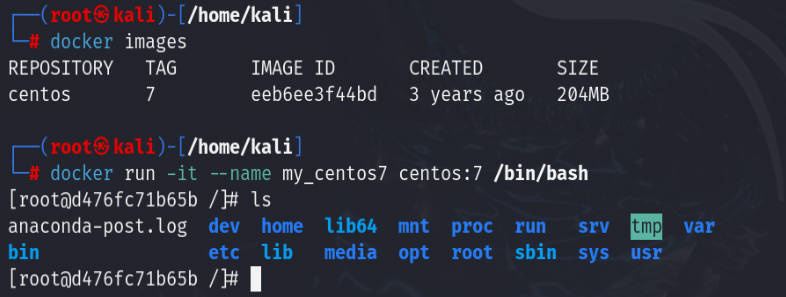 ┌──(root㉿kali)-[/home/kali]
└─# docker images
REPOSITORY   TAG       IMAGE ID       CREATED       SIZE
centos       7         eeb6ee3f44bd   3 years ago   204MB
┌──(root㉿kali)-[/home/kali]
└─# docker run -it --name my_centos7 centos:7 /bin/bash
[root@d476fc71b65b /]# ls
anaconda-post.log  dev  home  lib64  mnt  proc  run   srv  tmp  var
bin                etc  lib   media  opt  root  sbin  sys  usr
[root@d476fc71b65b /]#